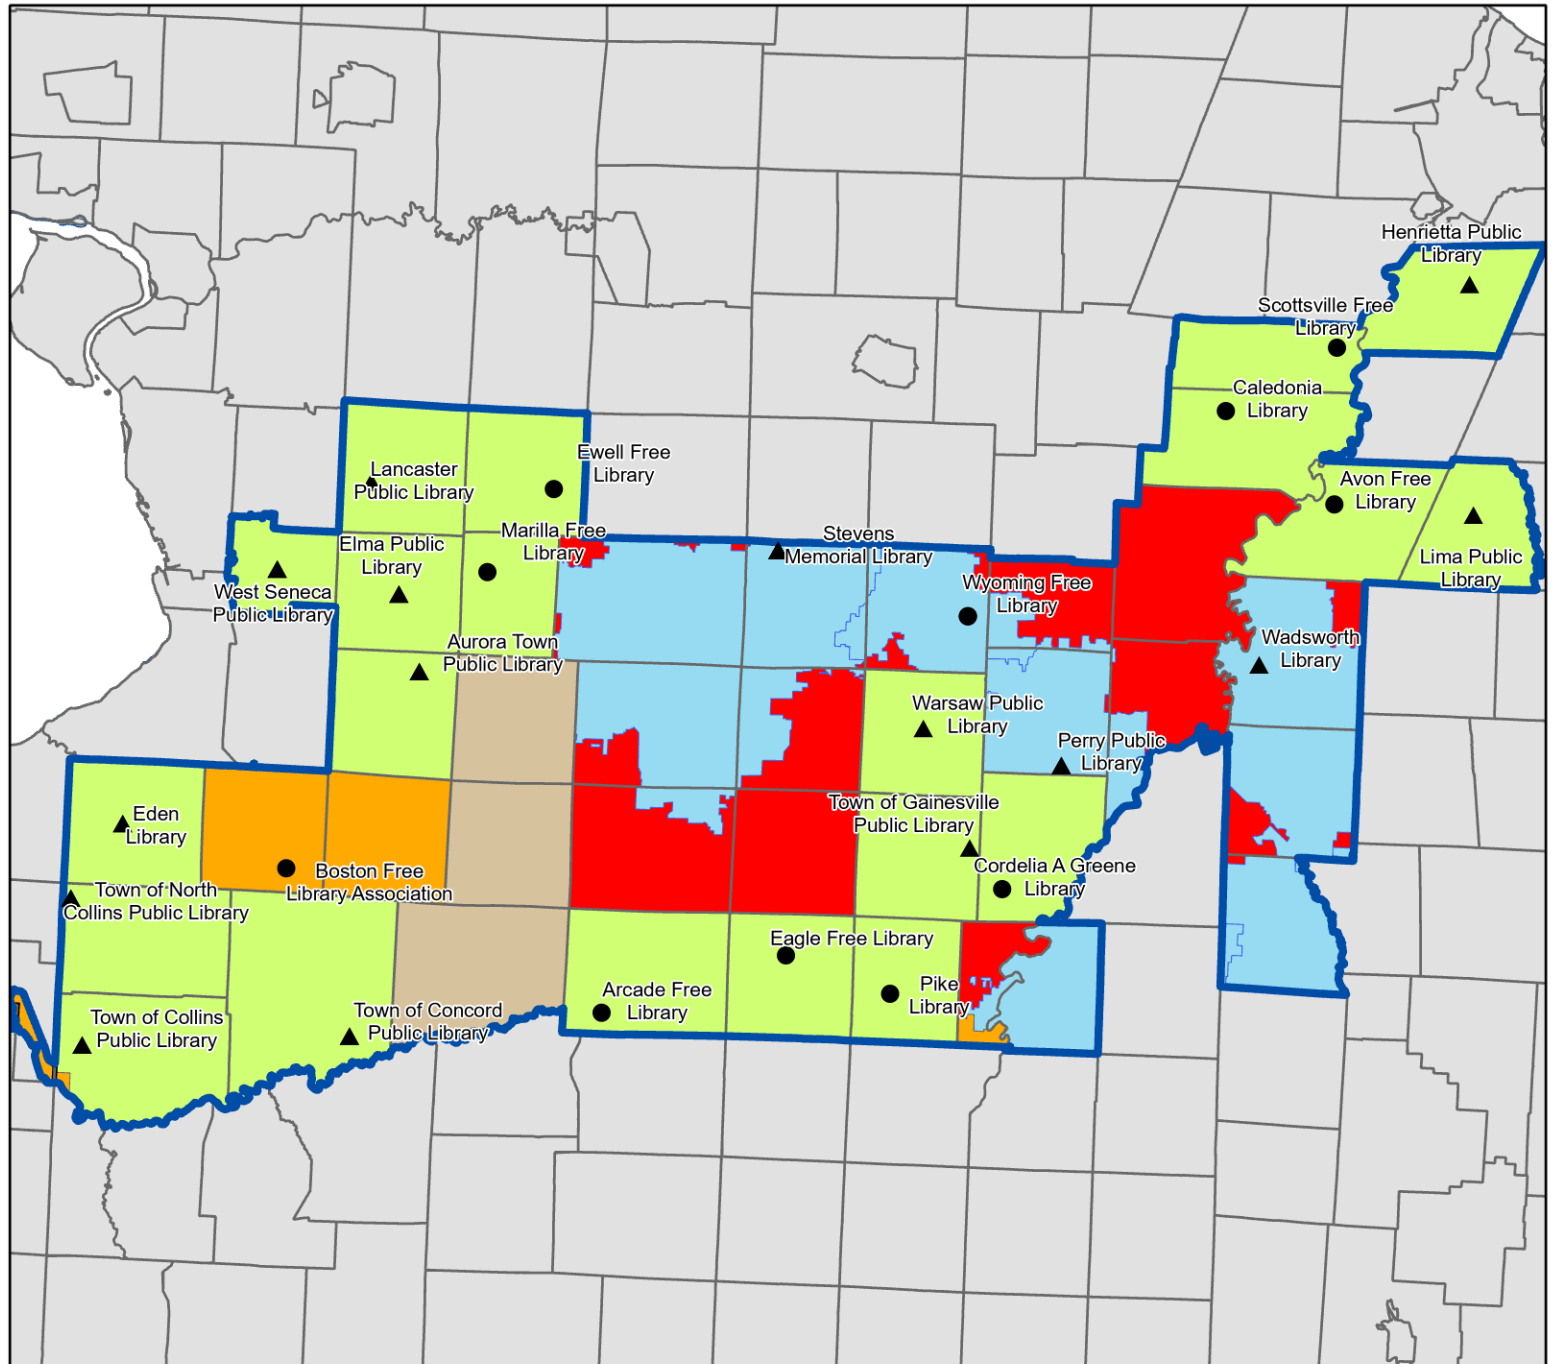 Henrietta Public
Library
Scottsville Free
Library
Caledonia
Library
Ewell Free
Library
Lancaster
Public Library
Avon Free
Library
Marilla Free
Library
Stevens
Memorial Library
Elma Public
Library
Lima Public
Library
Wyoming Free
Library
West Seneca
Public Library
Aurora Town
Public Library
Wadsworth
Library
Warsaw Public
Library
Perry Public
Library
Town of Gainesville
Public Library
Eden
Library
Boston Free
Library Association
Cordelia A Greene
Library
Town of North
Collins Public Library
Eagle Free Library
Pike
Library
Arcade Free
Library
Town of Concord
Public Library
Town of Collins
Public Library